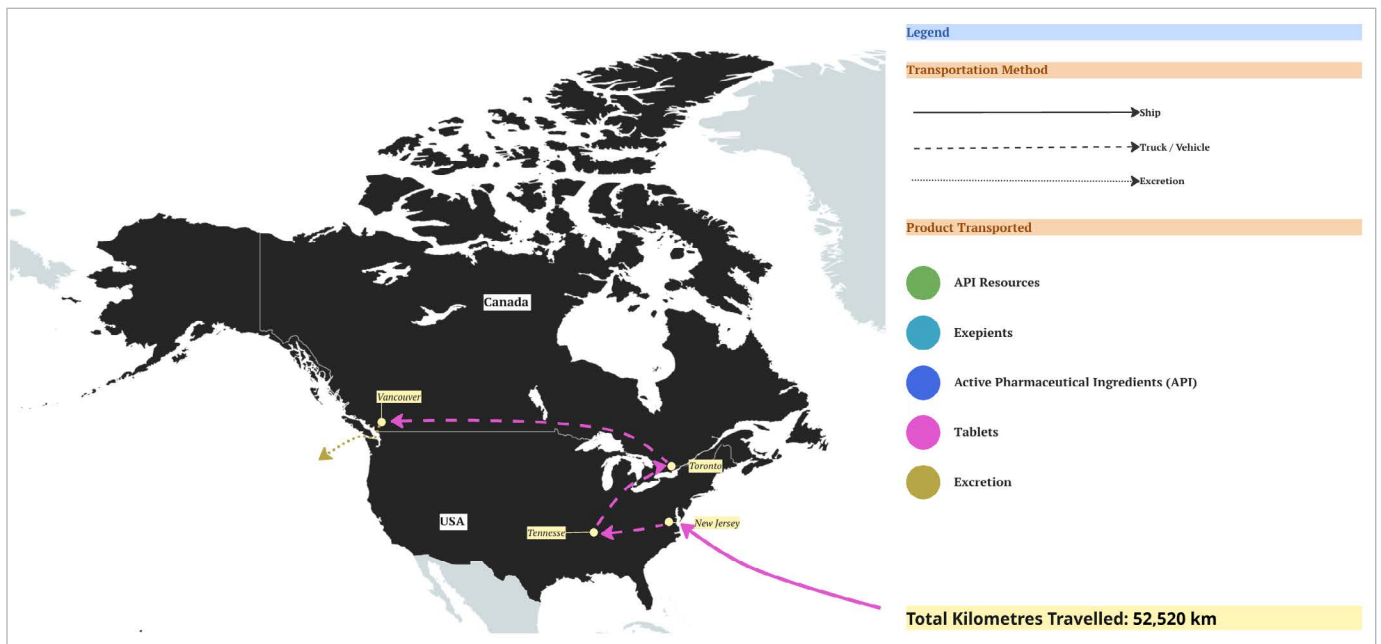 Legend
Transportation Method
Ship
Truck / Vehicle
Excretion
Product Transported
API Resources
Exepients
Active Pharmaceutical Ingredients (API)
Tablets
Excretion
Total Kilometres Travelled: 52,520 km
Canada
Vancouver
Toronto
USA
Tennesse
New Jersey